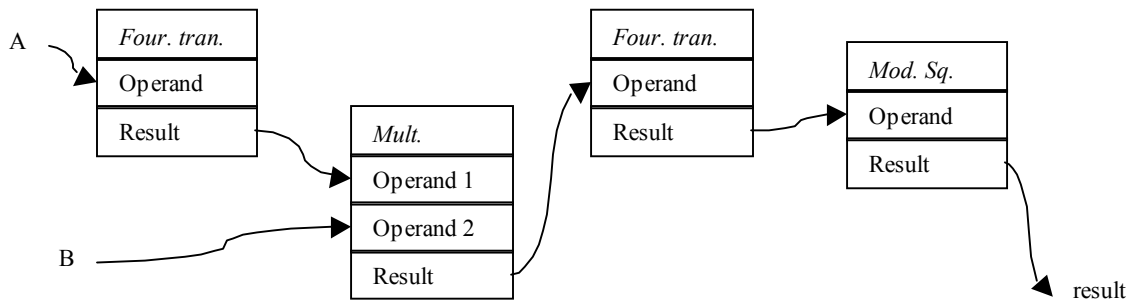 A
Four. tran.
Operand
Result
B
Mult.
Operand 1
Operand 2
Result
Four. tran.
Operand
Result
Mod. Sq.
Operand
Result
result